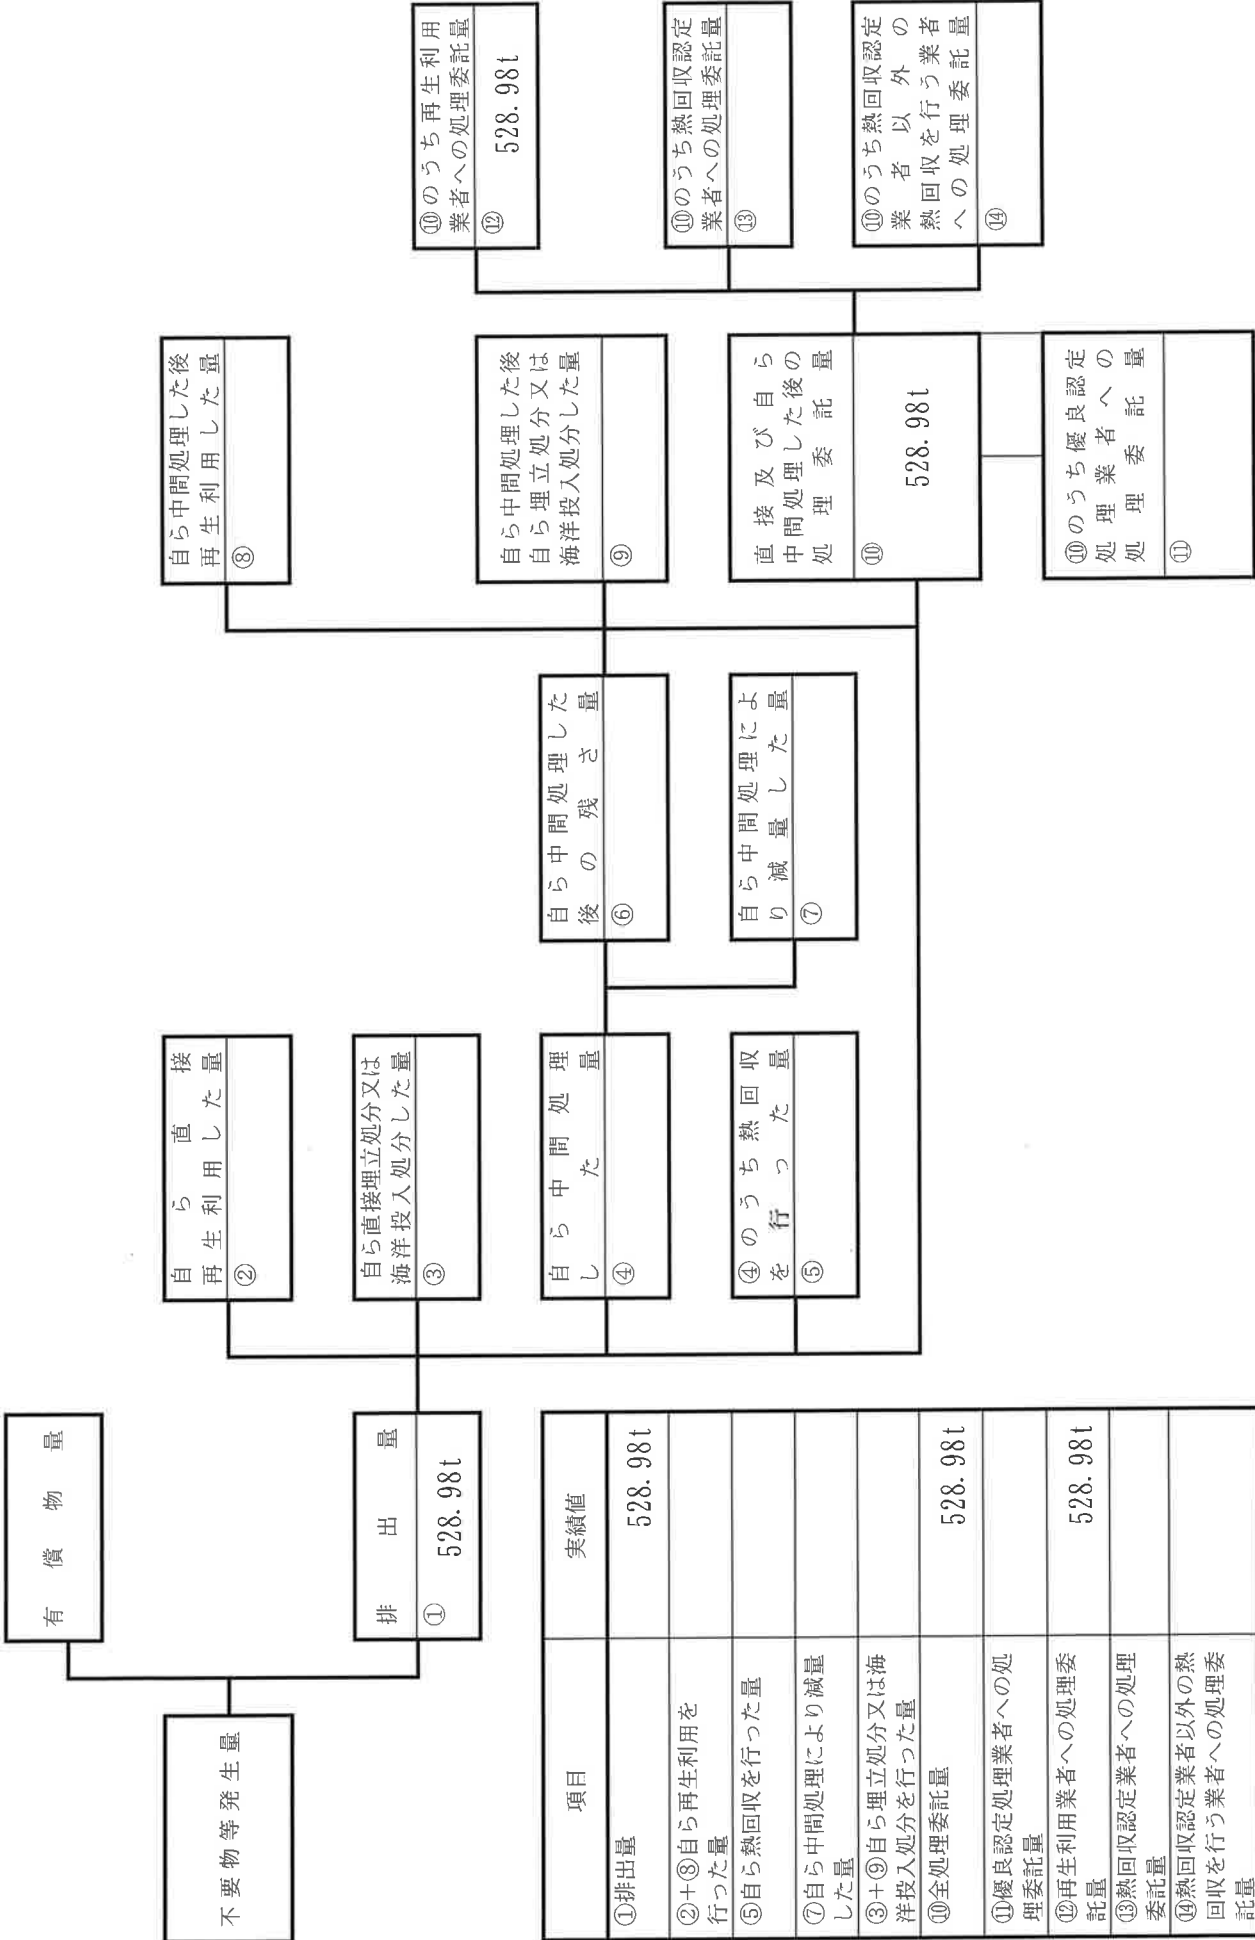 不要物等発生量
有償物量
排出量
①
528.98t
自ら直接
再生利用した量
②
自ら直接埋立処分又は
海洋投入処分した量
③
自ら中間処理
した量
④
④のうち熱回収
を行った量
⑤
自ら中間処理した
後の残さ量
⑥
自ら中間処理によ
り減量した量
⑦
自ら中間処理した後
再生利用した量
⑧
自ら中間処理した後
自ら埋立処分又は
海洋投入処分した量
⑨
直接及び自ら
中間処理した後の
処理委託量
⑩
528.98t
⑩のうち優良認定
処理業者への
処理委託量
⑪
⑩のうち再生利用
業者への処理委託量
⑫
528.98t
⑩のうち熱回収認定
業者への処理委託量
⑬
⑩のうち熱回収認定
業者以外の
熱回収を行う業者
への処理委託量
⑭
項目
実績値
①排出量
528.98t
②+⑧自ら再生利用を
行った量
⑤自ら熱回収を行った量
⑦自ら中間処理により減量
した量
③+⑨自ら埋立処分又は海
洋投入処分を行った量
⑩全処理委託量
528.98t
⑪優良認定処理業者への処
理委託量
⑫再生利用業者への処理委
託量
528.98t
⑬熱回収認定業者への処理
委託量
⑭熱回収認定業者以外の熱
回収を行う業者への処理委
託量